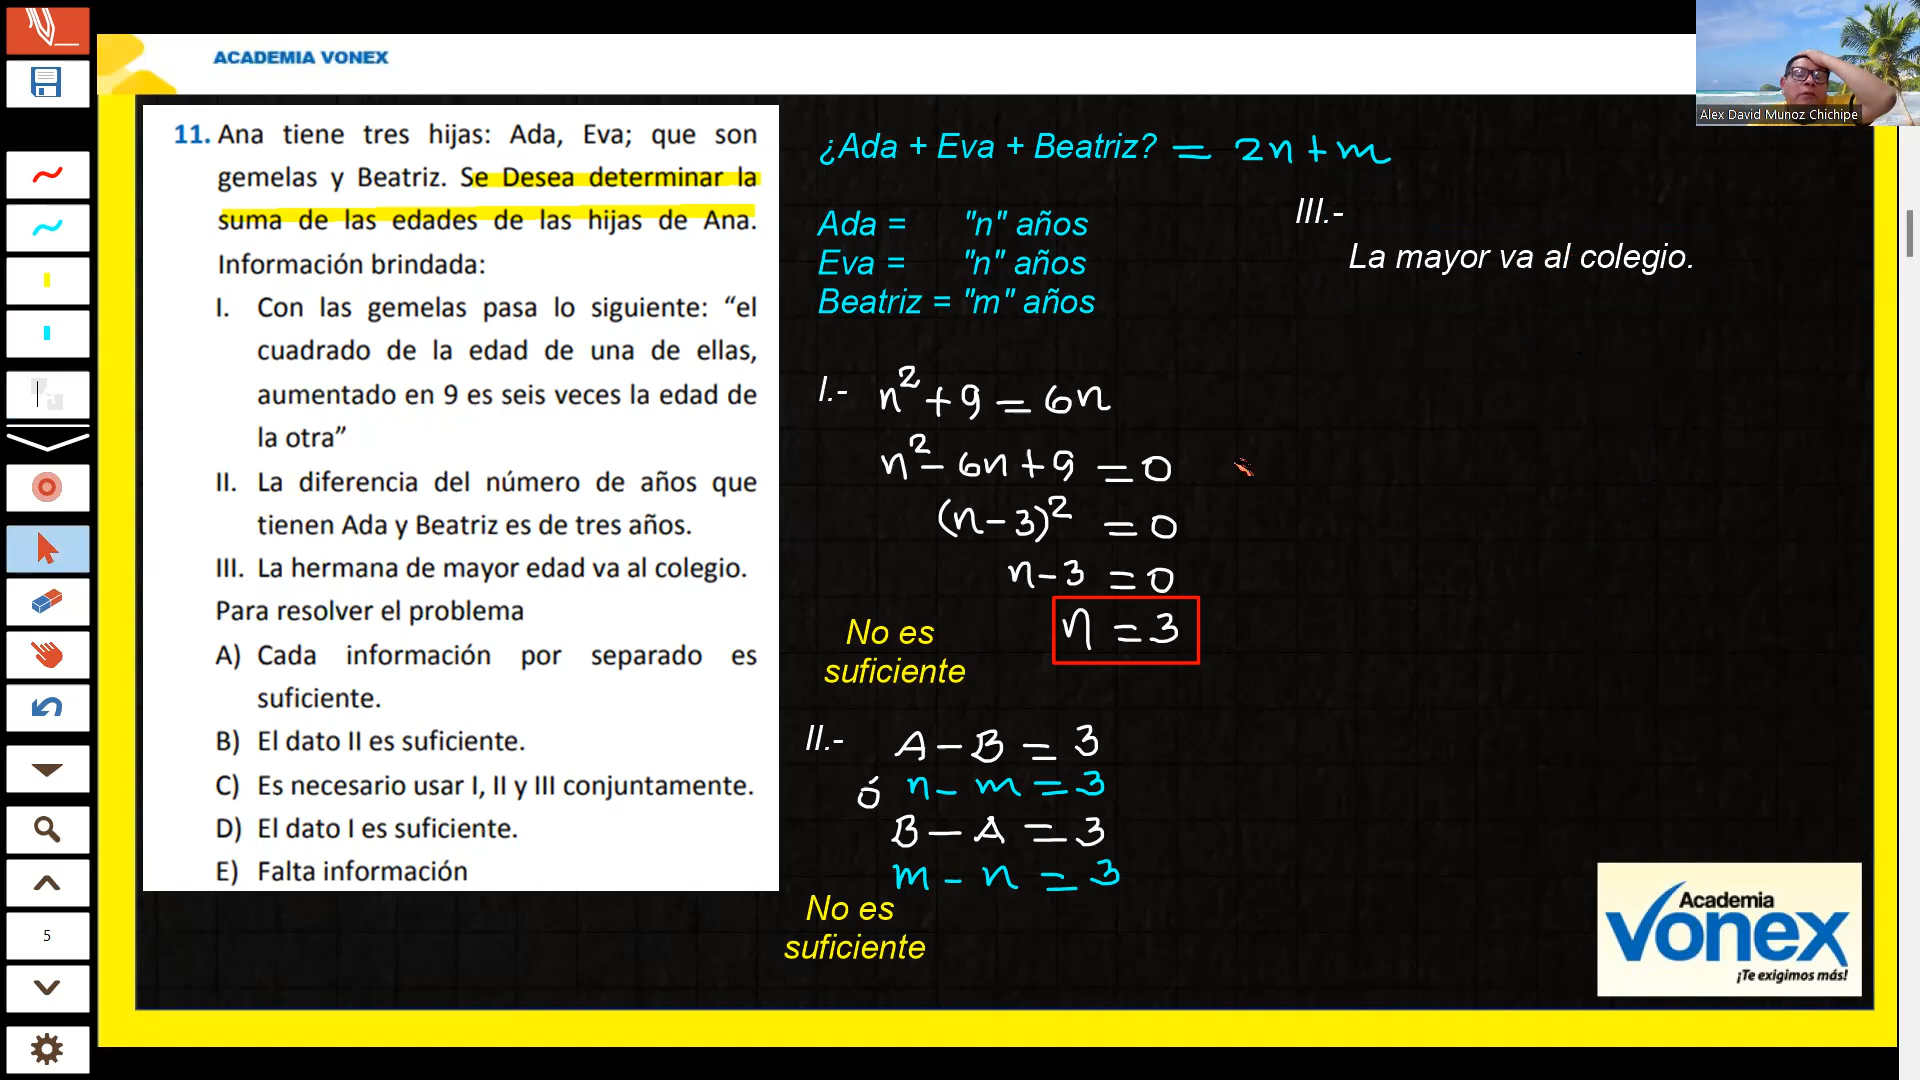 ACADEMIA VONEX
Alex David Munoz Chichipe
11. Ana tiene tres hijas: Ada, Eva; que son
gemelas y Beatriz. Se Desea determinar la
suma de las edades de las hijas de Ana.
Información brindada:
I. Con las gemelas pasa lo siguiente: “el
cuadrado de la edad de una de ellas,
aumentado en 9 es seis veces la edad de
la otra”
II. La diferencia del número de años que
tienen Ada y Beatriz es de tres años.
III. La hermana de mayor edad va al colegio.
Para resolver el problema
A) Cada información por separado es
suficiente.
B) El dato II es suficiente.
C) Es necesario usar I, II y III conjuntamente.
D) El dato I es suficiente.
E) Falta información
¿Ada + Eva + Beatriz? = 2n + m
Ada = "n" años
Eva = "n" años
Beatriz = "m" años
I.- n² + 9 = 6n
n² - 6n + 9 = 0
(n - 3)² = 0
n - 3 = 0
n = 3
No es
suficiente
II.- A - B = 3
ó n - m = 3
B - A = 3
m - n = 3
No es
suficiente
III.-
La mayor va al colegio.
Academia
vonex
¡Te exigimos más!
5